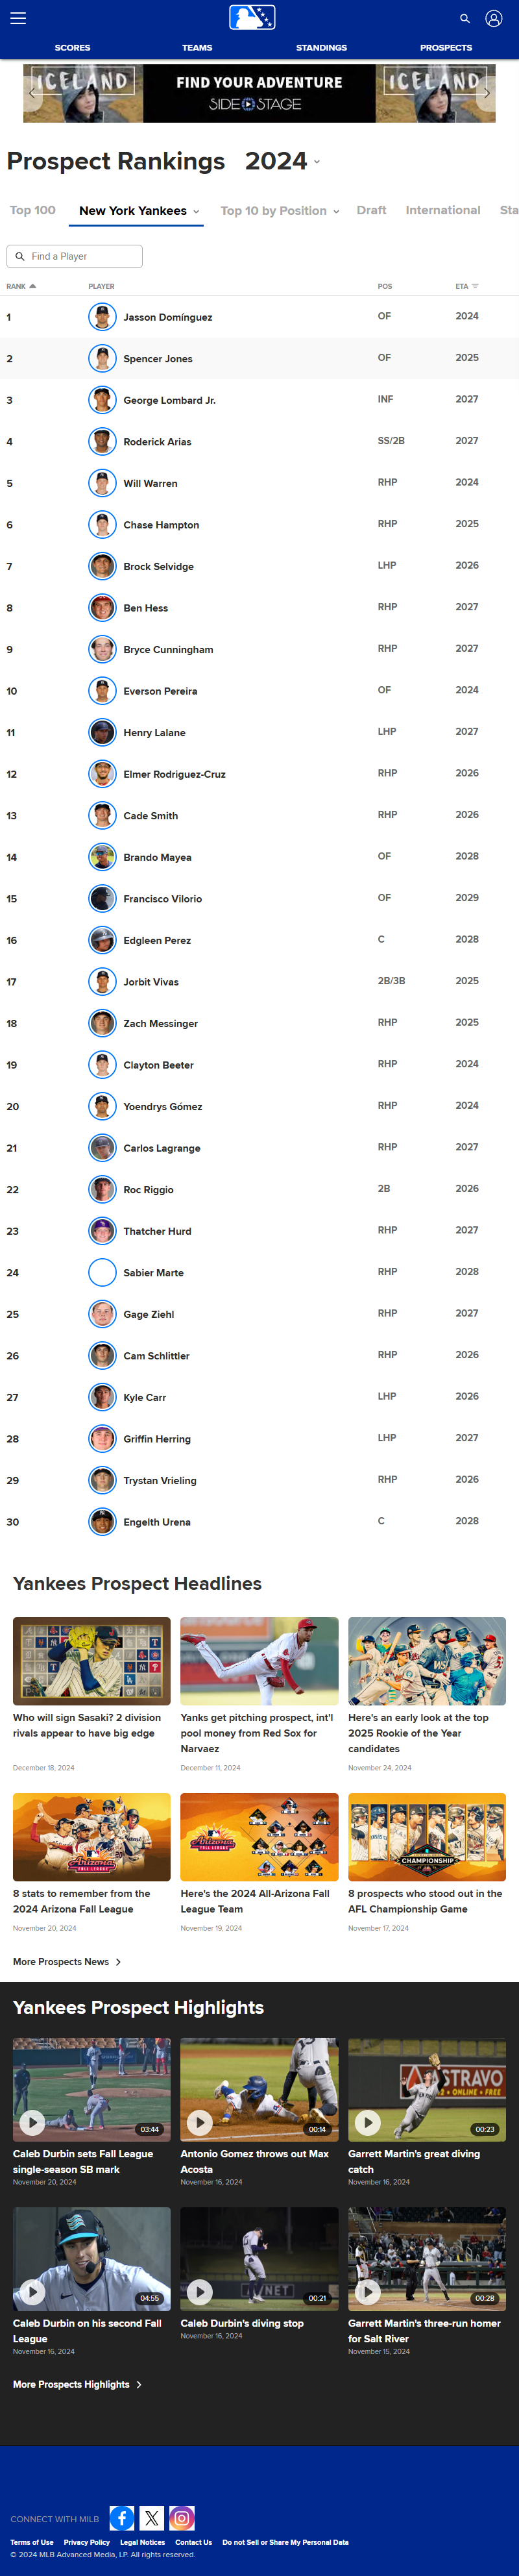 SCORES TEAMS STANDINGS PROSPECTS
ICELAND FIND YOUR ADVENTURE ICELAND
SIDE STAGE
Prospect Rankings 2024
Top 100 New York Yankees Top 10 by Position Draft International Sta
Find a Player
RANK PLAYER POS ETA
1 Jasson Domínguez OF 2024
2 Spencer Jones OF 2025
3 George Lombard Jr. INF 2027
4 Roderick Arias SS/2B 2027
5 Will Warren RHP 2024
6 Chase Hampton RHP 2025
7 Brock Selvidge LHP 2026
8 Ben Hess RHP 2027
9 Bryce Cunningham RHP 2027
10 Everson Pereira OF 2024
11 Henry Lalane LHP 2027
12 Elmer Rodriguez-Cruz RHP 2026
13 Cade Smith RHP 2026
14 Brando Mayea OF 2028
15 Francisco Vilorio OF 2029
16 Edgleen Perez C 2028
17 Jorbit Vivas 2B/3B 2025
18 Zach Messinger RHP 2025
19 Clayton Beeter RHP 2024
20 Yoendrys Gómez RHP 2024
21 Carlos Lagrange RHP 2027
22 Roc Riggio 2B 2026
23 Thatcher Hurd RHP 2027
24 Sabier Marte RHP 2028
25 Gage Ziehl RHP 2027
26 Cam Schlittler RHP 2026
27 Kyle Carr LHP 2026
28 Griffin Herring LHP 2027
29 Trystan Vrieling RHP 2026
30 Engelth Urena C 2028
Yankees Prospect Headlines
Who will sign Sasaki? 2 division
rivals appear to have big edge
December 18, 2024
Yanks get pitching prospect, int'l
pool money from Red Sox for
Narvaez
December 11, 2024
Here's an early look at the top
2025 Rookie of the Year
candidates
November 24, 2024
Arizona
FALL LEAGUE
8 stats to remember from the
2024 Arizona Fall League
November 20, 2024
Arizona
FALL LEAGUE
Here's the 2024 All-Arizona Fall
League Team
November 19, 2024
CHAMPIONSHIP
8 prospects who stood out in the
AFL Championship Game
November 17, 2024
More Prospects News
Yankees Prospect Highlights
03:44
Caleb Durbin sets Fall League
single-season SB mark
November 20, 2024
00:14
Antonio Gomez throws out Max
Acosta
November 16, 2024
STRAVO
ONLINE • FREE
00:23
Garrett Martin's great diving
catch
November 16, 2024
04:55
Caleb Durbin on his second Fall
League
November 16, 2024
00:21
Caleb Durbin's diving stop
November 16, 2024
00:28
Garrett Martin's three-run homer
for Salt River
November 15, 2024
More Prospects Highlights
CONNECT WITH MILB
Terms of Use Privacy Policy Legal Notices Contact Us Do not Sell or Share My Personal Data
© 2024 MLB Advanced Media, LP. All rights reserved.